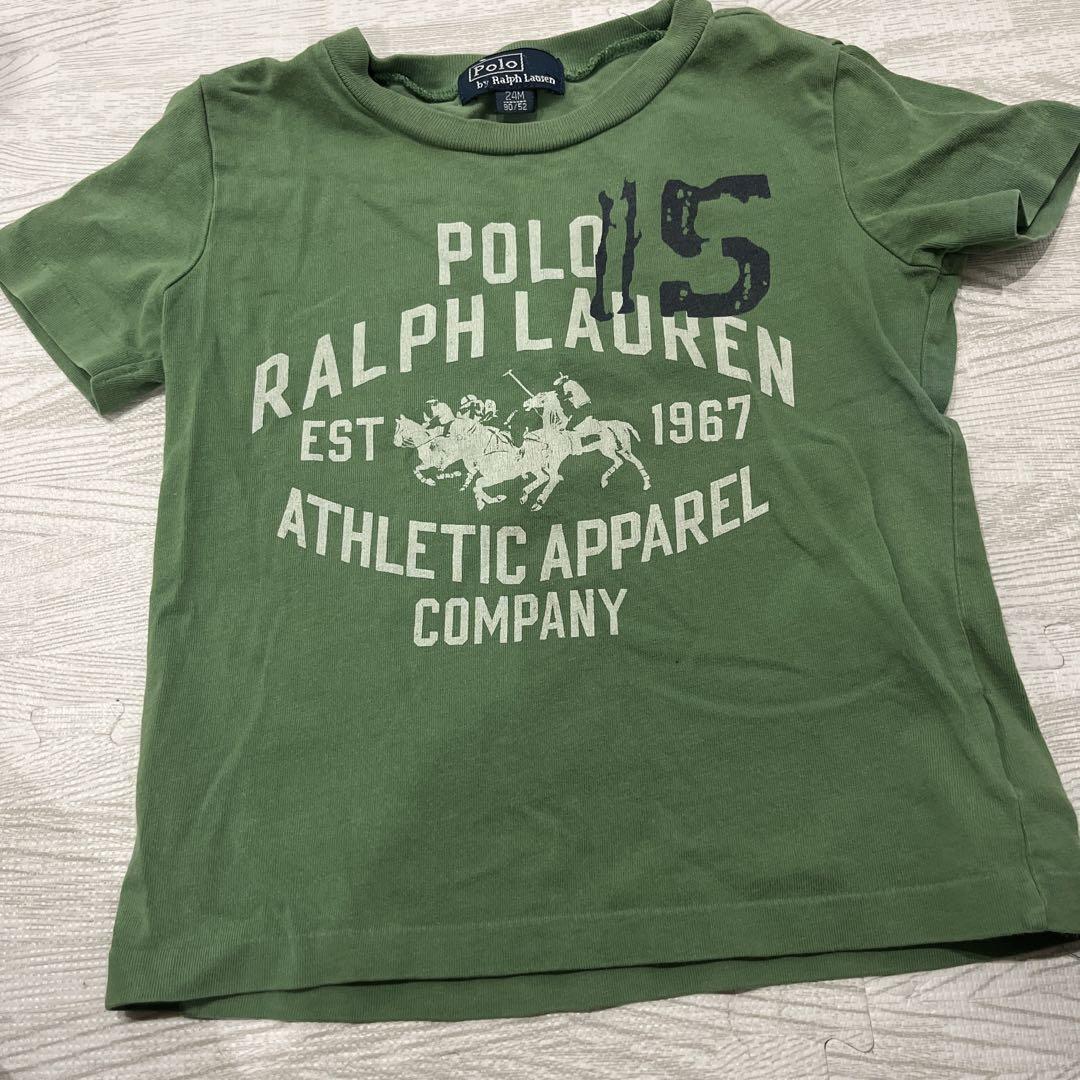 Polo
by Ralph Lauren
24M
90/52
15
POLO
RALPH LAUREN
EST 1967
ATHLETIC APPAREL
COMPANY